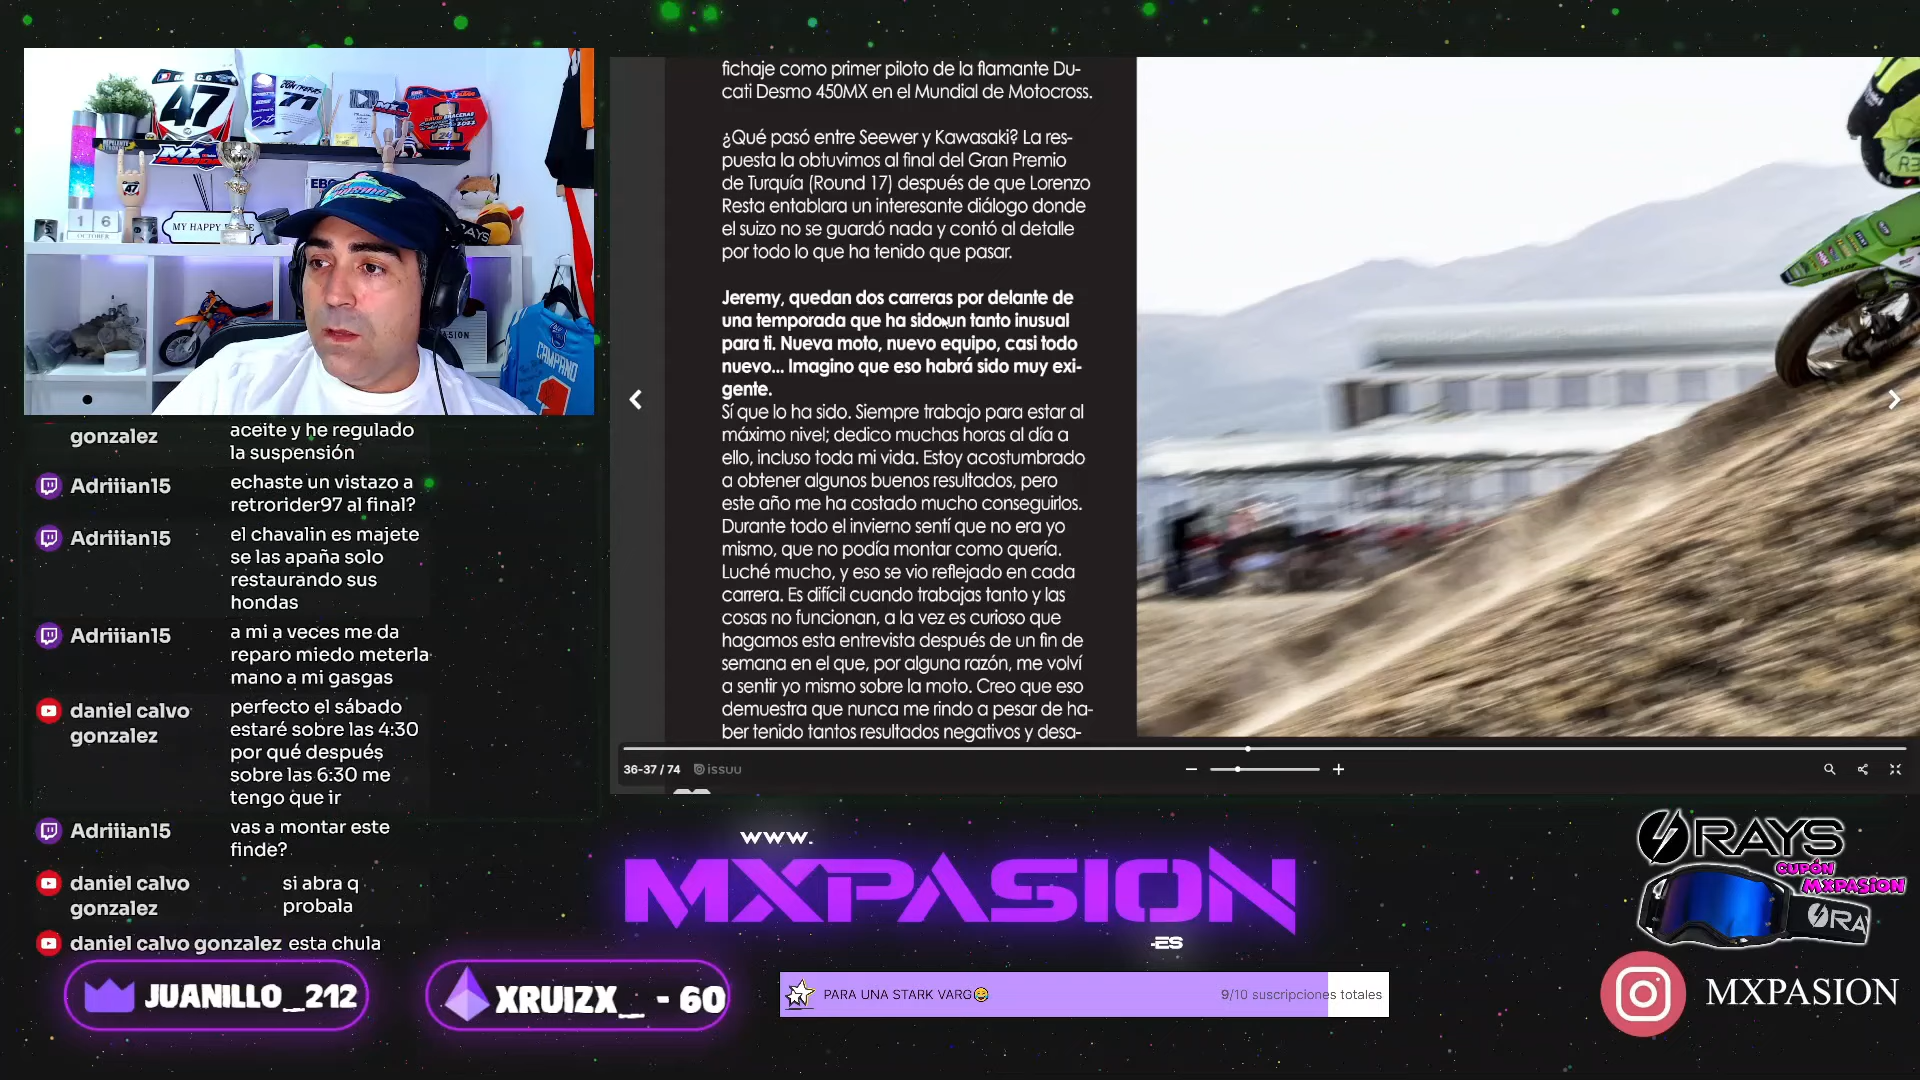 47
77
MX
PASION
47
16
OCTOBER
MY HAPPY
RAYS
CAMPANO
gonzalez
aceite y he regulado
la suspensión
Adriiian15
echaste un vistazo a
retrorider97 al final?
Adriiian15
el chavalin es majete
se las apaña solo
restaurando sus
hondas
Adriiian15
a mi a veces me da
reparo miedo meterla
mano a mi gasgas
daniel calvo
gonzalez
perfecto el sábado
estaré sobre las 4:30
por qué después
sobre las 6:30 me
tengo que ir
Adriiian15
vas a montar este
finde?
daniel calvo
gonzalez
si abra q
probala
daniel calvo gonzalez esta chula
JUANILLO_212
XRUIZX_ - 60
fichaje como primer piloto de la flamante Du-
cati Desmo 450MX en el Mundial de Motocross.
¿Qué pasó entre Seewer y Kawasaki? La res-
puesta la obtuvimos al final del Gran Premio
de Turquía (Round 17) después de que Lorenzo
Resta entablara un interesante diálogo donde
el suizo no se guardó nada y contó al detalle
por todo lo que ha tenido que pasar.
Jeremy, quedan dos carreras por delante de
una temporada que ha sido un tanto inusual
para ti. Nueva moto, nuevo equipo, casi todo
nuevo... Imagino que eso habrá sido muy exi-
gente.
Sí que lo ha sido. Siempre trabajo para estar al
máximo nivel; dedico muchas horas al día a
ello, incluso toda mi vida. Estoy acostumbrado
a obtener algunos buenos resultados, pero
este año me ha costado mucho conseguirlos.
Durante todo el invierno sentí que no era yo
mismo, que no podía montar como quería.
Luché mucho, y eso se vio reflejado en cada
carrera. Es difícil cuando trabajas tanto y las
cosas no funcionan, a la vez es curioso que
hagamos esta entrevista después de un fin de
semana en el que, por alguna razón, me volví
a sentir yo mismo sobre la moto. Creo que eso
demuestra que nunca me rindo a pesar de ha-
ber tenido tantos resultados negativos y desa-
36-37 / 74
issuu
DUNLOP
www.
MXPASION
-ES
PARA UNA STARK VARG
9/10 suscripciones totales
RAYS
CUPÓN
MXPASION
RA
MXPASION